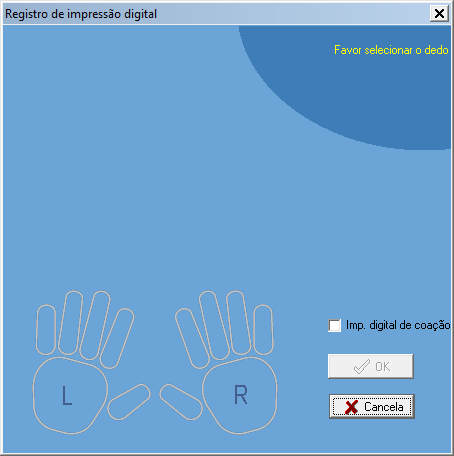 Registro de impressão digital
Favor selecionar o dedo
L
R
Imp. digital de coação
OK
Cancela